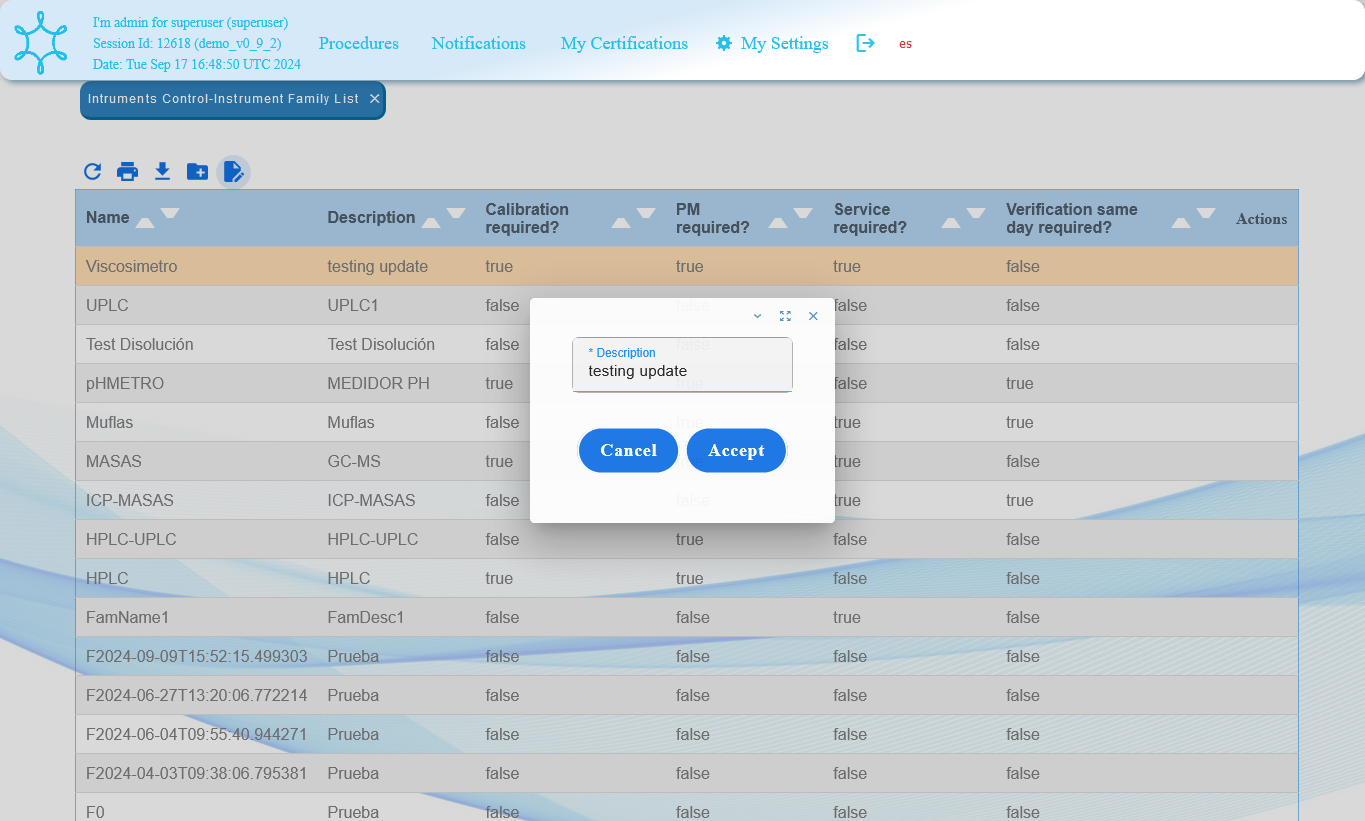 I'm admin for superuser (superuser)
Session Id: 12618 (demo_v0_9_2)
Date: Tue Sep 17 16:48:50 UTC 2024
Procedures Notifications My Certifications My Settings es
Intruments Control-Instrument Family List
Name Description Calibration required? PM required? Service required? Verification same day required? Actions
Viscosimetro testing update true true true false
UPLC UPLC1 false false false false
Test Disolución Test Disolución false false false false
pHMETRO MEDIDOR PH true false true
Muflas Muflas false true true true
MASAS GC-MS true true false
ICP-MASAS ICP-MASAS false false true true
HPLC-UPLC HPLC-UPLC false true false false
HPLC HPLC true true false false
FamName1 FamDesc1 false false true false
F2024-09-09T15:52:15.499303 Prueba false false false false
F2024-06-27T13:20:06.772214 Prueba false false false false
F2024-06-04T09:55:40.944271 Prueba false false false false
F2024-04-03T09:38:06.795381 Prueba false false false false
F0 Prueba false false false false
* Description
testing update
Cancel Accept